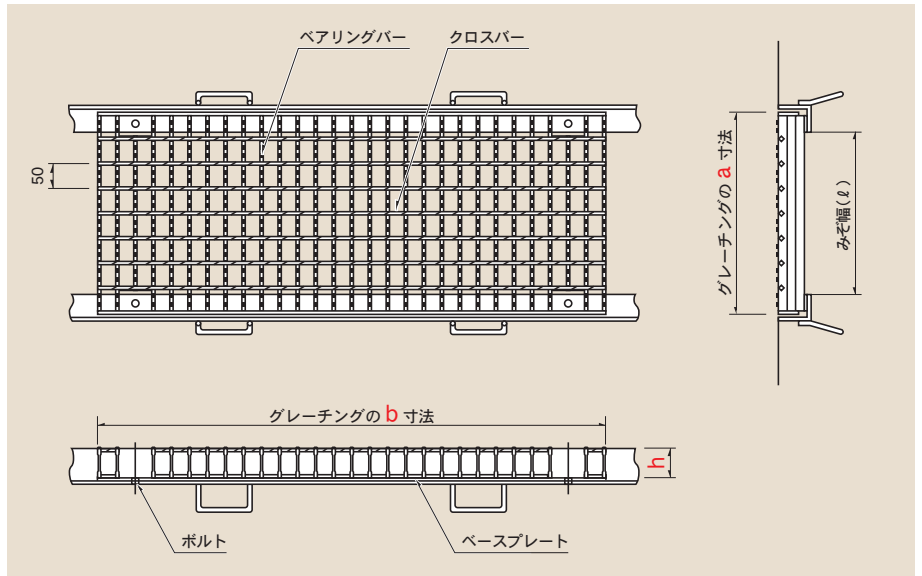 ベアリングバー
クロスバー
50
グレーチングの a 寸法
みぞ幅(ℓ)
グレーチングの b 寸法
h
ボルト
ベースプレート